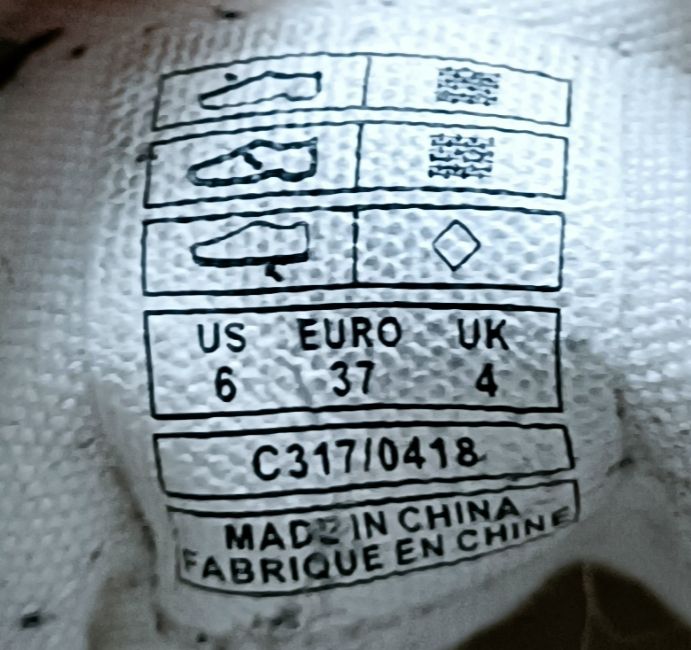 US EURO UK
6 37 4
C317/0418
MADE IN CHINA
FABRIQUE EN CHINE